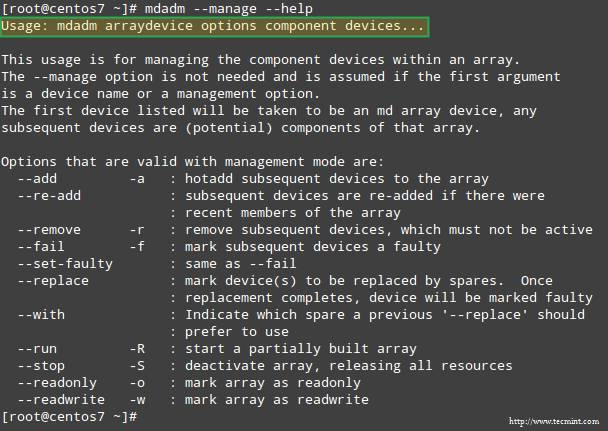 [root@centos7 ~]# mdadm --manage --help
Usage: mdadm arraydevice options component devices...

This usage is for managing the component devices within an array.
The --manage option is not needed and is assumed if the first argument
is a device name or a management option.
The first device listed will be taken to be an md array device, any
subsequent devices are (potential) components of that array.

Options that are valid with management mode are:
  --add         -a   : hotadd subsequent devices to the array
  --re-add           : subsequent devices are re-added if there were
                     : recent members of the array
  --remove      -r   : remove subsequent devices, which must not be active
  --fail        -f   : mark subsequent devices a faulty
  --set-faulty       : same as --fail
  --replace          : mark device(s) to be replaced by spares.  Once
                     : replacement completes, device will be marked faulty
  --with             : Indicate which spare a previous '--replace' should
                     : prefer to use
  --run         -R   : start a partially built array
  --stop        -S   : deactivate array, releasing all resources
  --readonly    -o   : mark array as readonly
  --readwrite   -w   : mark array as readwrite
[root@centos7 ~]#
http://www.tecmint.com